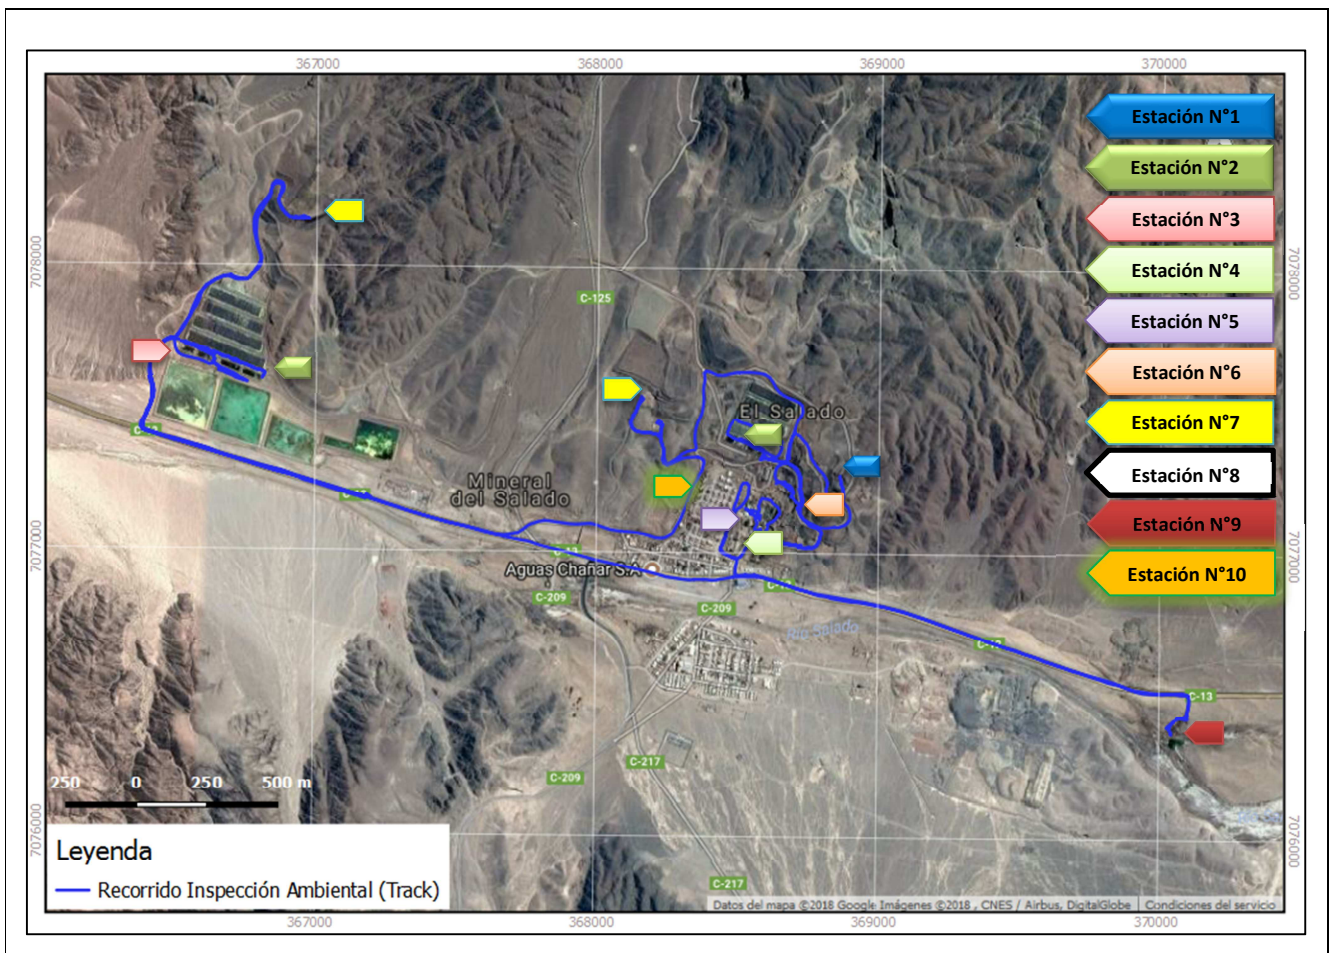 367000
368000
369000
370000
Estación N°1
Estación N°2
Estación N°3
Estación N°4
Estación N°5
Estación N°6
Estación N°7
Estación N°8
Estación N°9
Estación N°10
7078000
7078000
C-125
El Salado
Mineral
del Salado
7077000
7077000
Aguas Chañar S.A
C-209
C-209
Río Salado
C-13
C-217
C-209
250 0 250 500 m
7076000
7076000
Leyenda
Recorrido Inspección Ambiental (Track)
C-217
Datos del mapa ©2018 Google Imágenes ©2018 , CNES / Airbus, DigitalGlobe
Condiciones del servicio
367000
368000
369000
370000